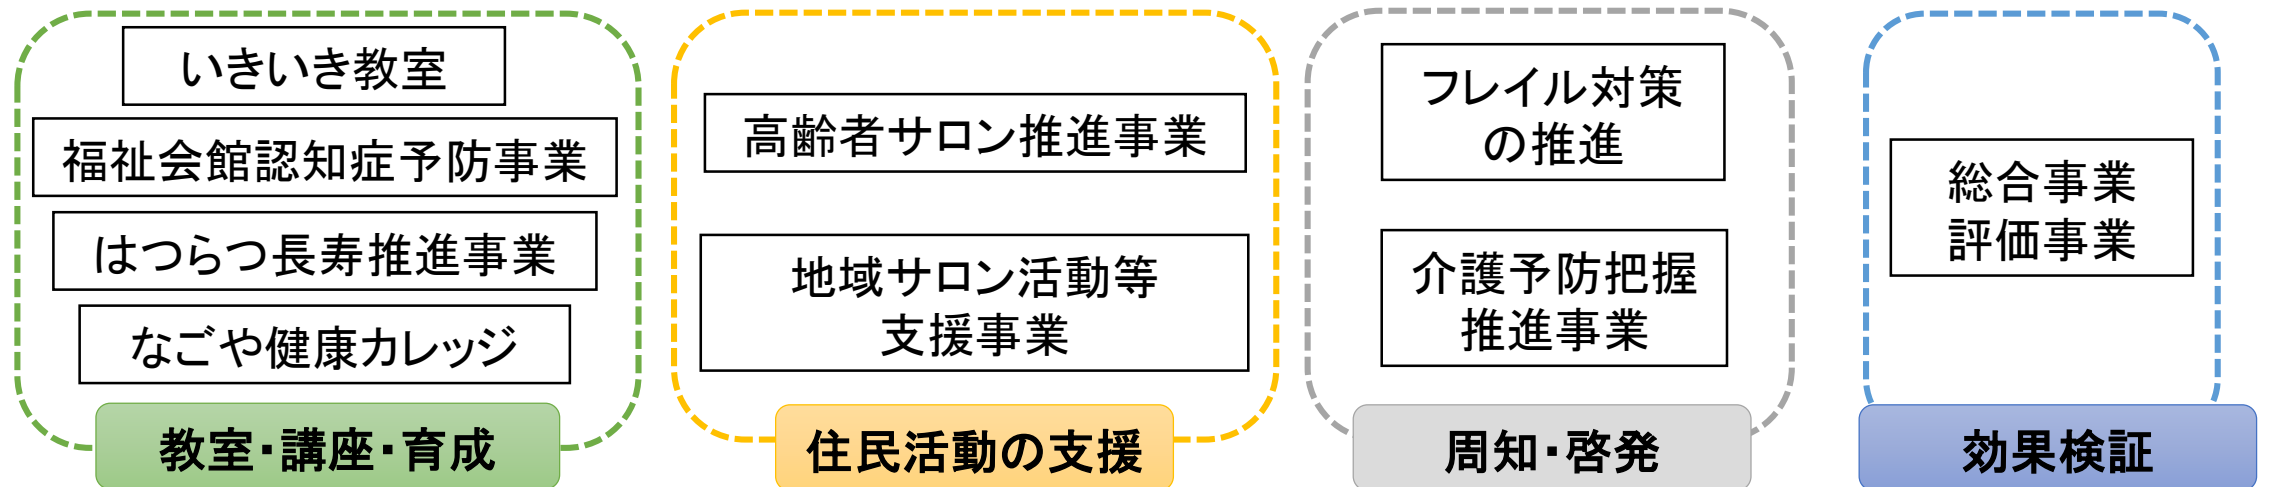 いきいき教室
福祉会館認知症予防事業
はつらつ長寿推進事業
なごや健康カレッジ
教室・講座・育成
高齢者サロン推進事業
地域サロン活動等
支援事業
住民活動の支援
フレイル対策
の推進
介護予防把握
推進事業
周知・啓発
総合事業
評価事業
効果検証